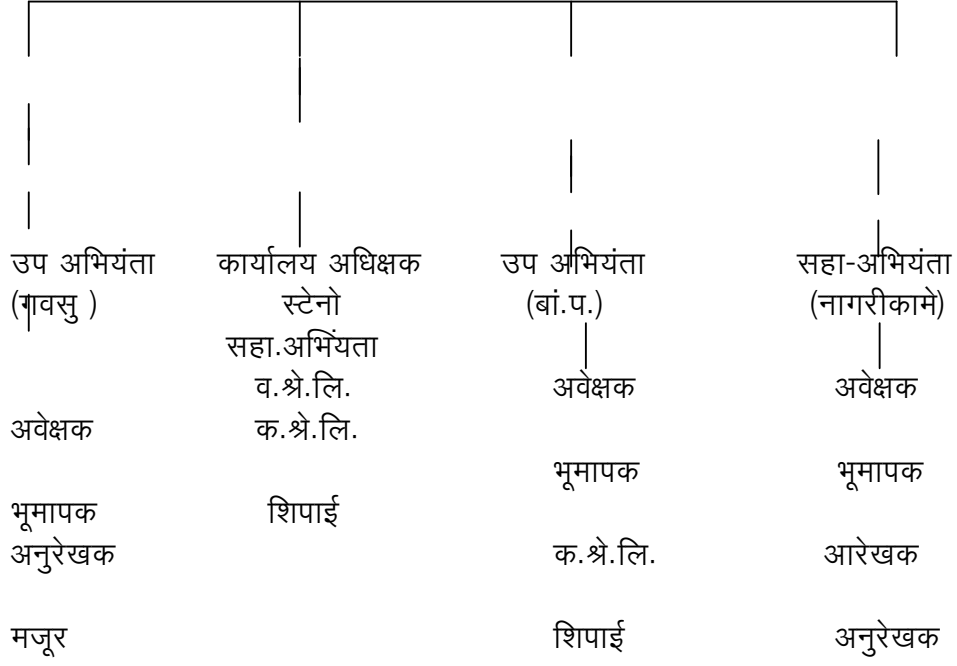 उप अभियंता कार्यालय अधिक्षक उप अभियंता सहा-अभियंता
(गवसु ) स्टेनो (बां.प.) (नागरीकामे)
सहा.अभिंयता
व.श्रे.लि. अवेक्षक अवेक्षक
अवेक्षक क.श्रे.लि.
भूमापक भूमापक
भूमापक शिपाई
अनुरेखक क.श्रे.लि. आरेखक
मजूर शिपाई अनुरेखक